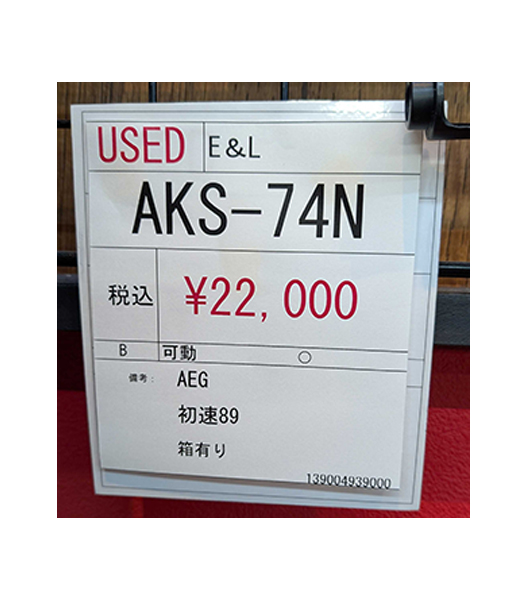 USED E&L
AKS-74N
税込 ¥22,000
B 可動 ○
備考: AEG
初速89
箱有り
139004939000